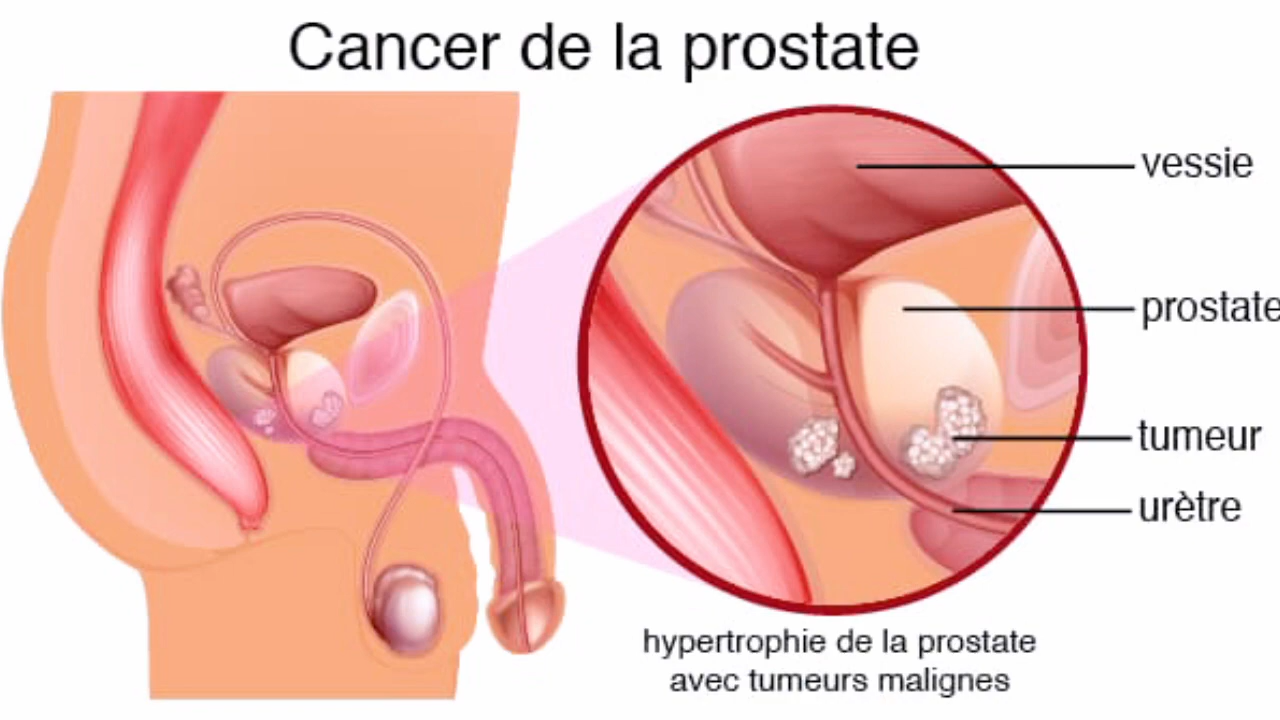 Cancer de la prostate
vessie
prostate
tumeur
urètre
hypertrophie de la prostate
avec tumeurs malignes